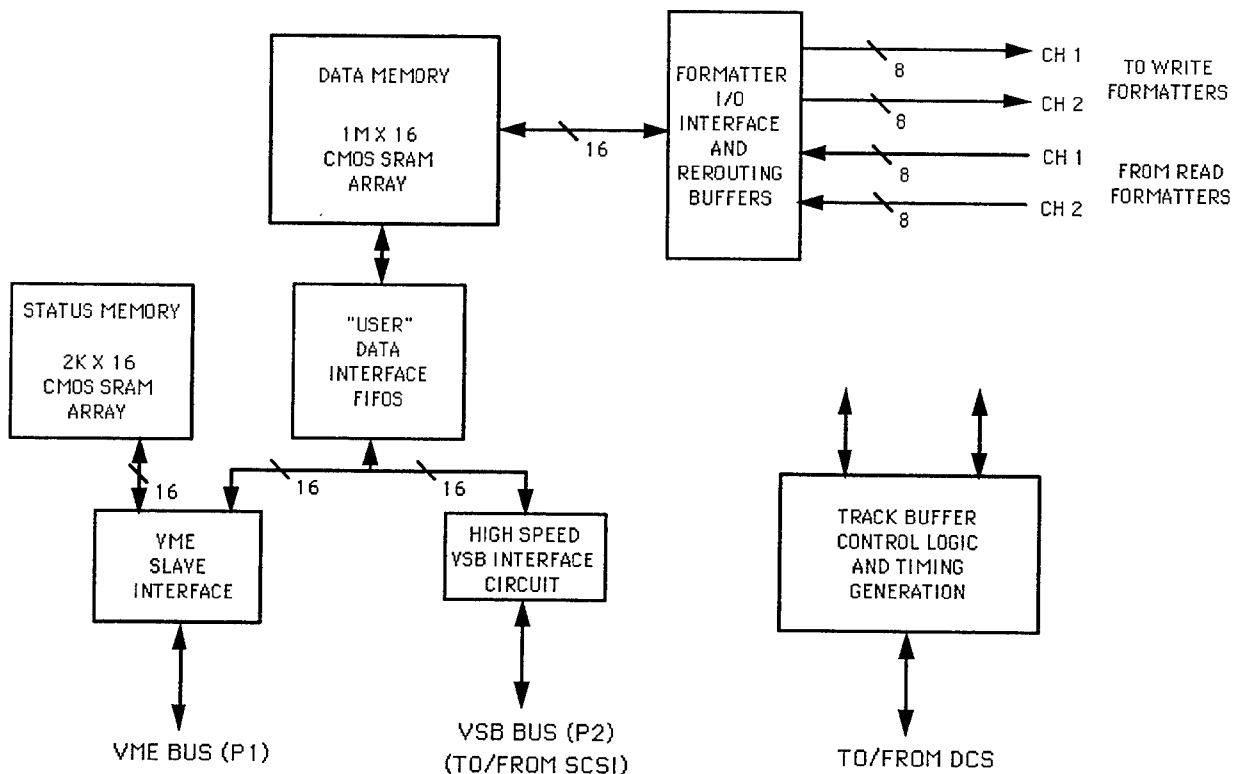 DATA MEMORY
1M X 16
CMOS SRAM
ARRAY
16
FORMATTER
I/O
INTERFACE
AND
REROUTING
BUFFERS
8
CH 1
8
CH 2
TO WRITE
FORMATTERS
8
CH 1
8
CH 2
FROM READ
FORMATTERS
STATUS MEMORY
2K X 16
CMOS SRAM
ARRAY
"USER"
DATA
INTERFACE
FIFOS
16
16
16
VME
SLAVE
INTERFACE
HIGH SPEED
VSB INTERFACE
CIRCUIT
TRACK BUFFER
CONTROL LOGIC
AND TIMING
GENERATION
VME BUS (P1)
VSB BUS (P2)
(TO/FROM SCSI)
TO/FROM DCS